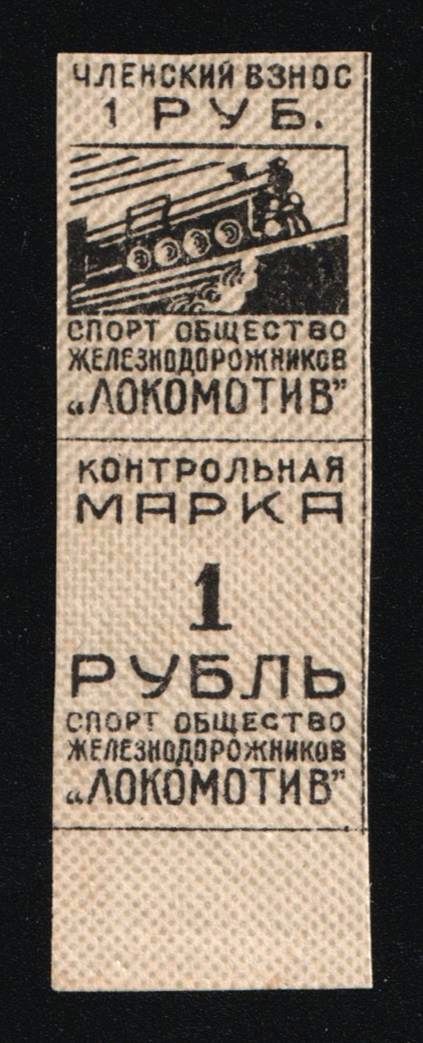 ЧЛЕНСКИЙ ВЗНОС
1 РУБ.
СПОРТ ОБЩЕСТВО
ЖЕЛЕЗНОДОРОЖНИКОВ
„ЛОКОМОТИВ”
КОНТРОЛЬНАЯ
МАРКА
1
РУБЛЬ
СПОРТ ОБЩЕСТВО
ЖЕЛЕЗНОДОРОЖНИКОВ
„ЛОКОМОТИВ”